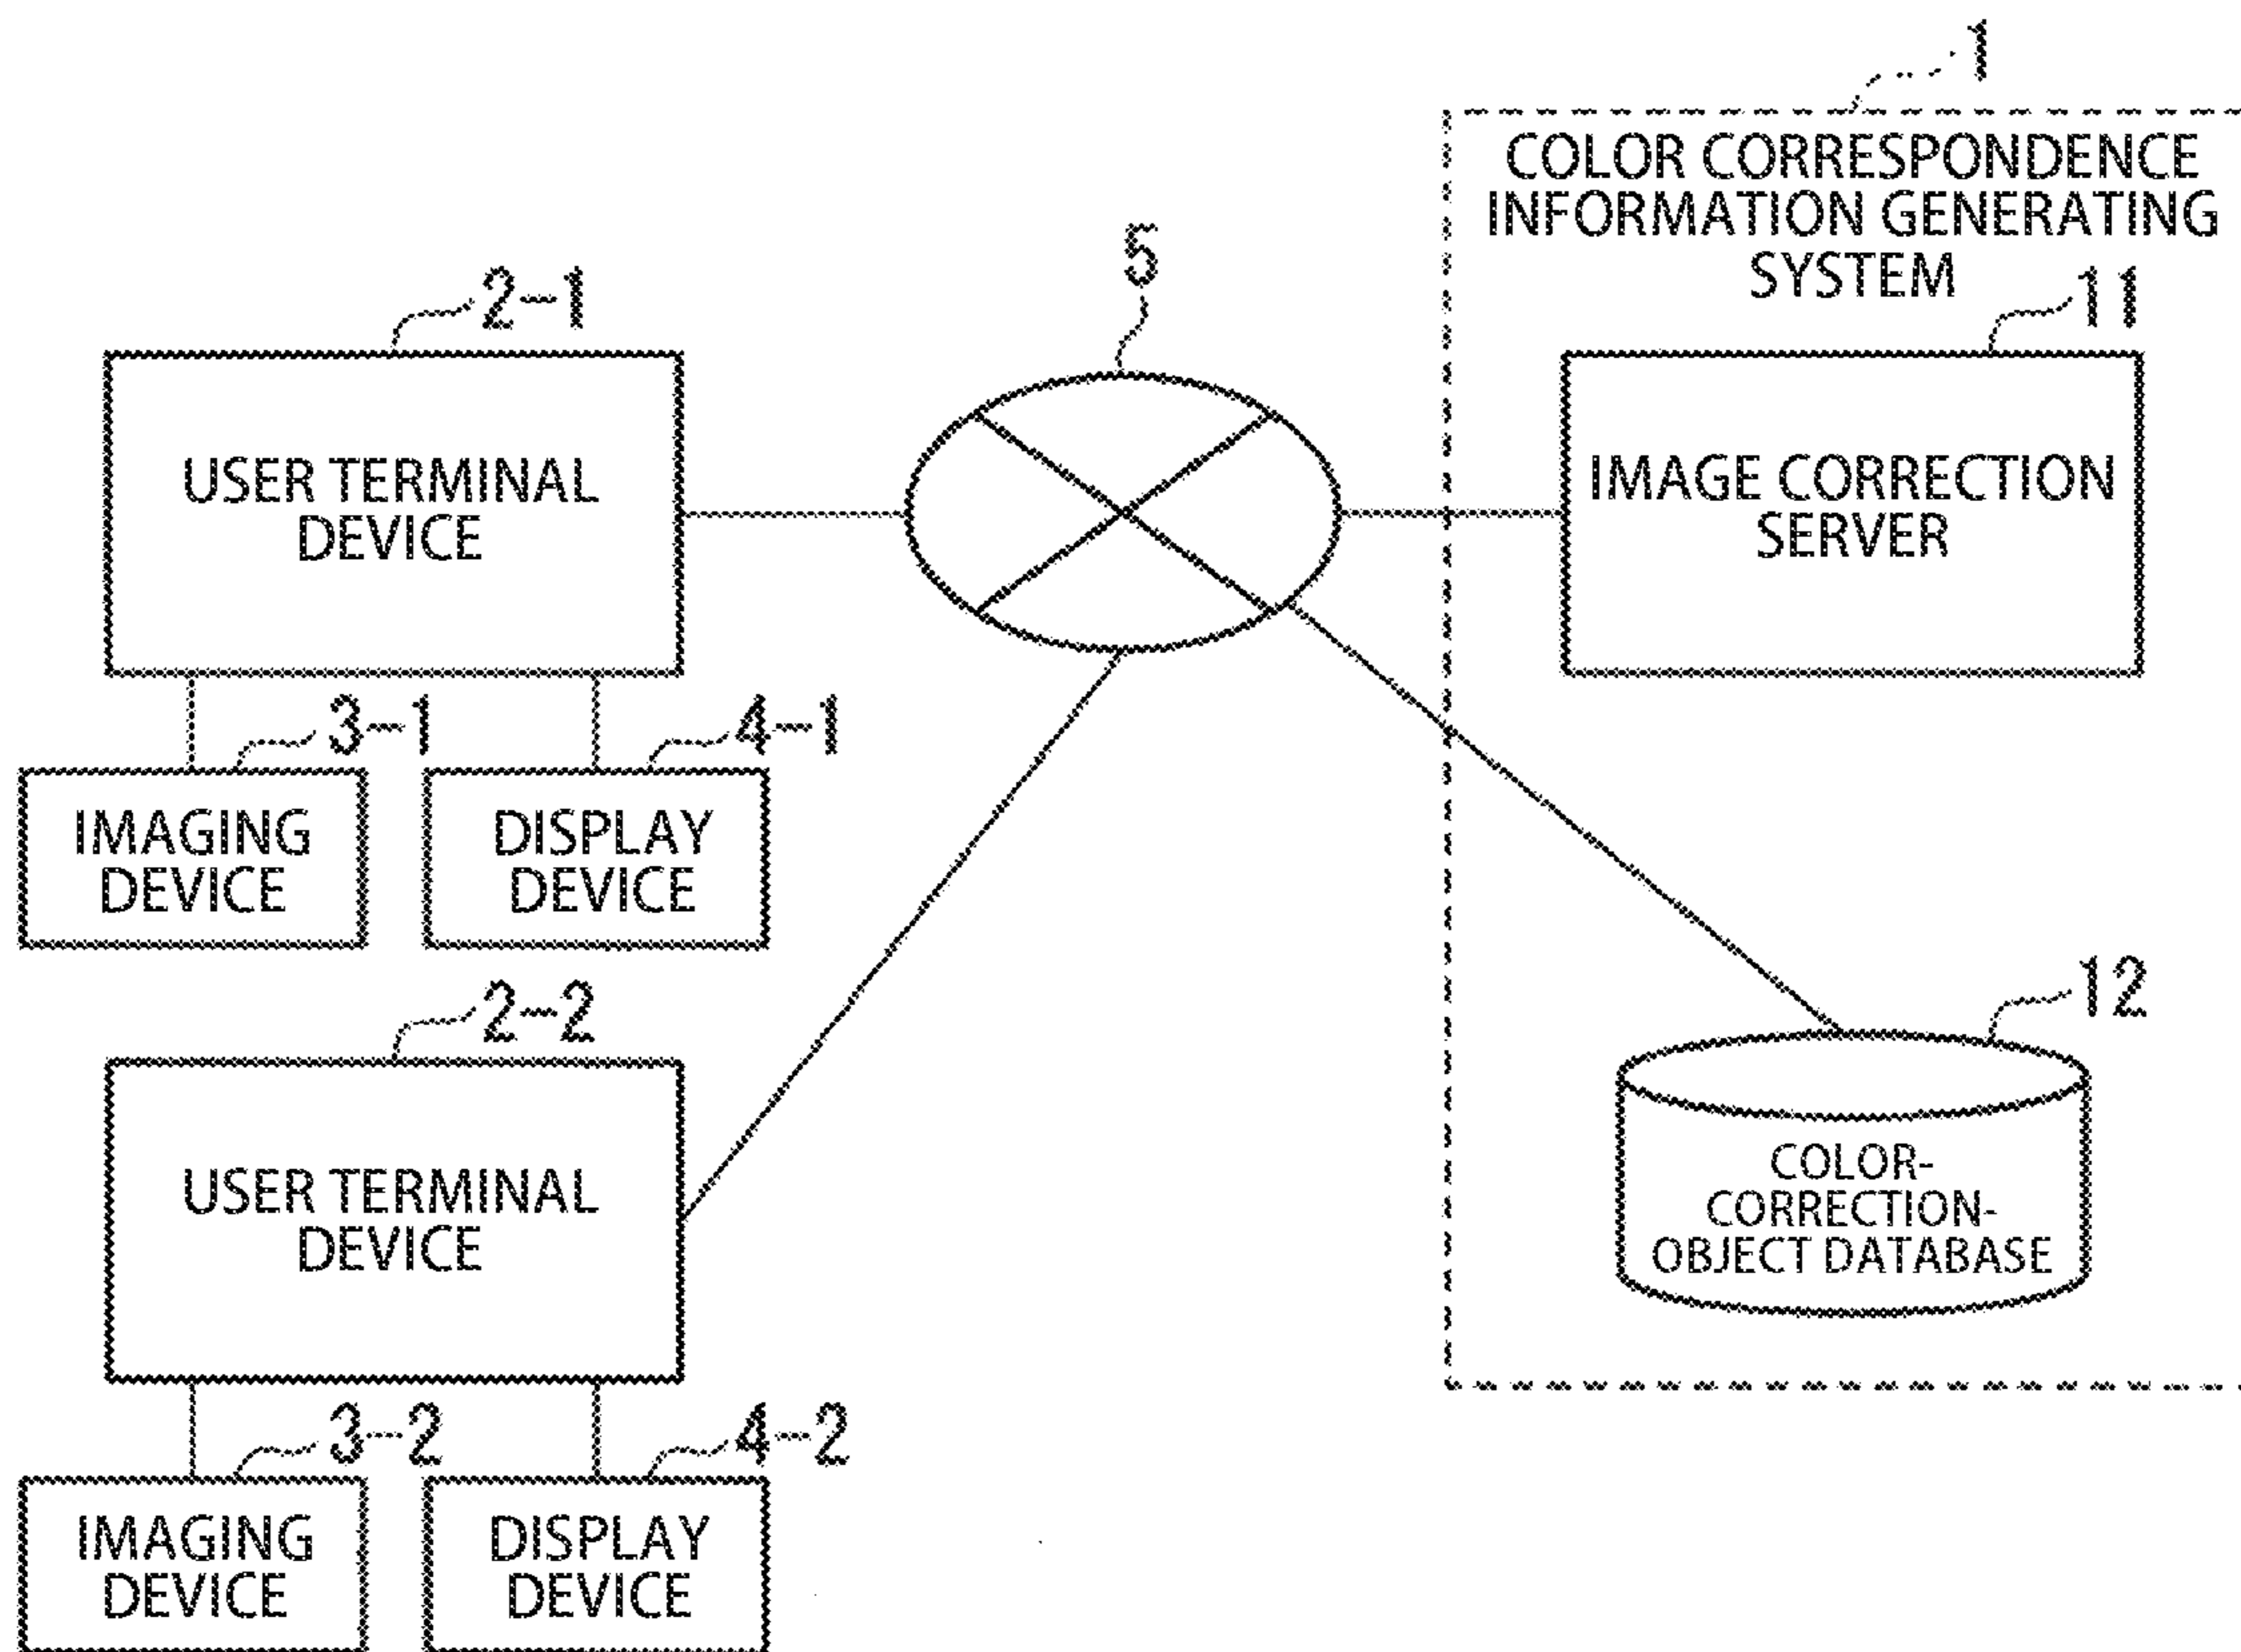 1
COLOR CORRESPONDENCE
INFORMATION GENERATING
SYSTEM
5
2-1
11
USER TERMINAL
DEVICE
IMAGE CORRECTION
SERVER
3-1
4-1
IMAGING
DEVICE
DISPLAY
DEVICE
2-2
12
USER TERMINAL
DEVICE
COLOR-
CORRECTION-
OBJECT DATABASE
3-2
4-2
IMAGING
DEVICE
DISPLAY
DEVICE